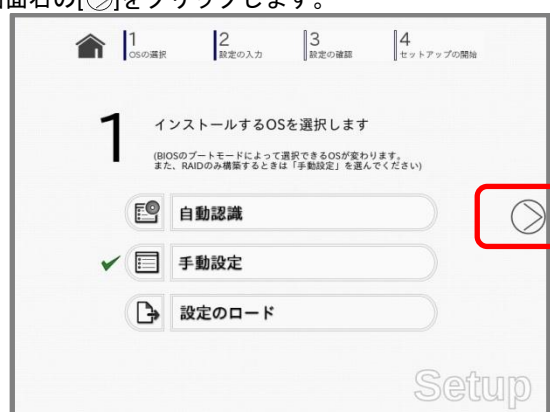 画面右の[ ]をクリックします。
1
OSの選択
2
設定の入力
3
設定の確認
4
セットアップの開始
1
インストールするOSを選択します
(BIOSのブートモードによって選択できるOSが変わります。
また、RAIDのみ構築するときは「手動設定」を選んでください)
自動認識
手動設定
設定のロード
Setup